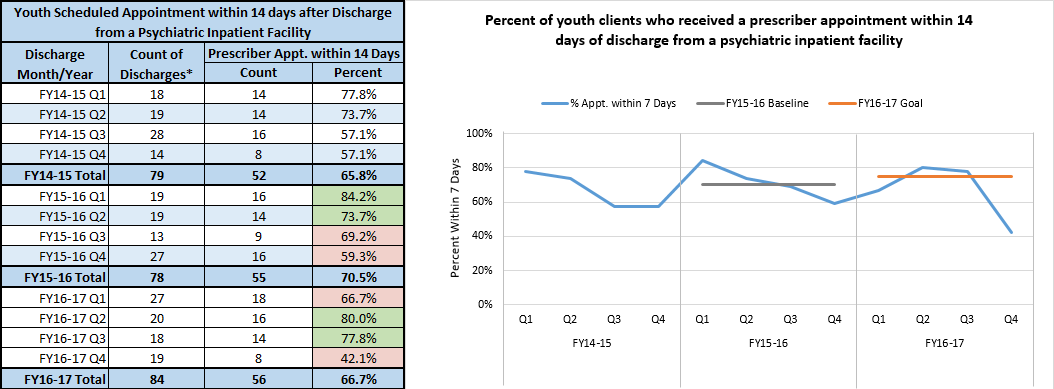 Youth Scheduled Appointment within 14 days after Discharge
from a Psychiatric Inpatient Facility
Discharge Month/Year Count of Discharges* Prescriber Appt. within 14 Days
Count Percent
FY14-15 Q1 18 14 77.8%
FY14-15 Q2 19 14 73.7%
FY14-15 Q3 28 16 57.1%
FY14-15 Q4 14 8 57.1%
FY14-15 Total 79 52 65.8%
FY15-16 Q1 19 16 84.2%
FY15-16 Q2 19 14 73.7%
FY15-16 Q3 13 9 69.2%
FY15-16 Q4 27 16 59.3%
FY15-16 Total 78 55 70.5%
FY16-17 Q1 27 18 66.7%
FY16-17 Q2 20 16 80.0%
FY16-17 Q3 18 14 77.8%
FY16-17 Q4 19 8 42.1%
FY16-17 Total 84 56 66.7%
Percent of youth clients who received a prescriber appointment within 14
days of discharge from a psychiatric inpatient facility
% Appt. within 7 Days FY15-16 Baseline FY16-17 Goal
Percent Within 7 Days
100%
80%
60%
40%
20%
0%
Q1 Q2 Q3 Q4 Q1 Q2 Q3 Q4 Q1 Q2 Q3 Q4
FY14-15 FY15-16 FY16-17